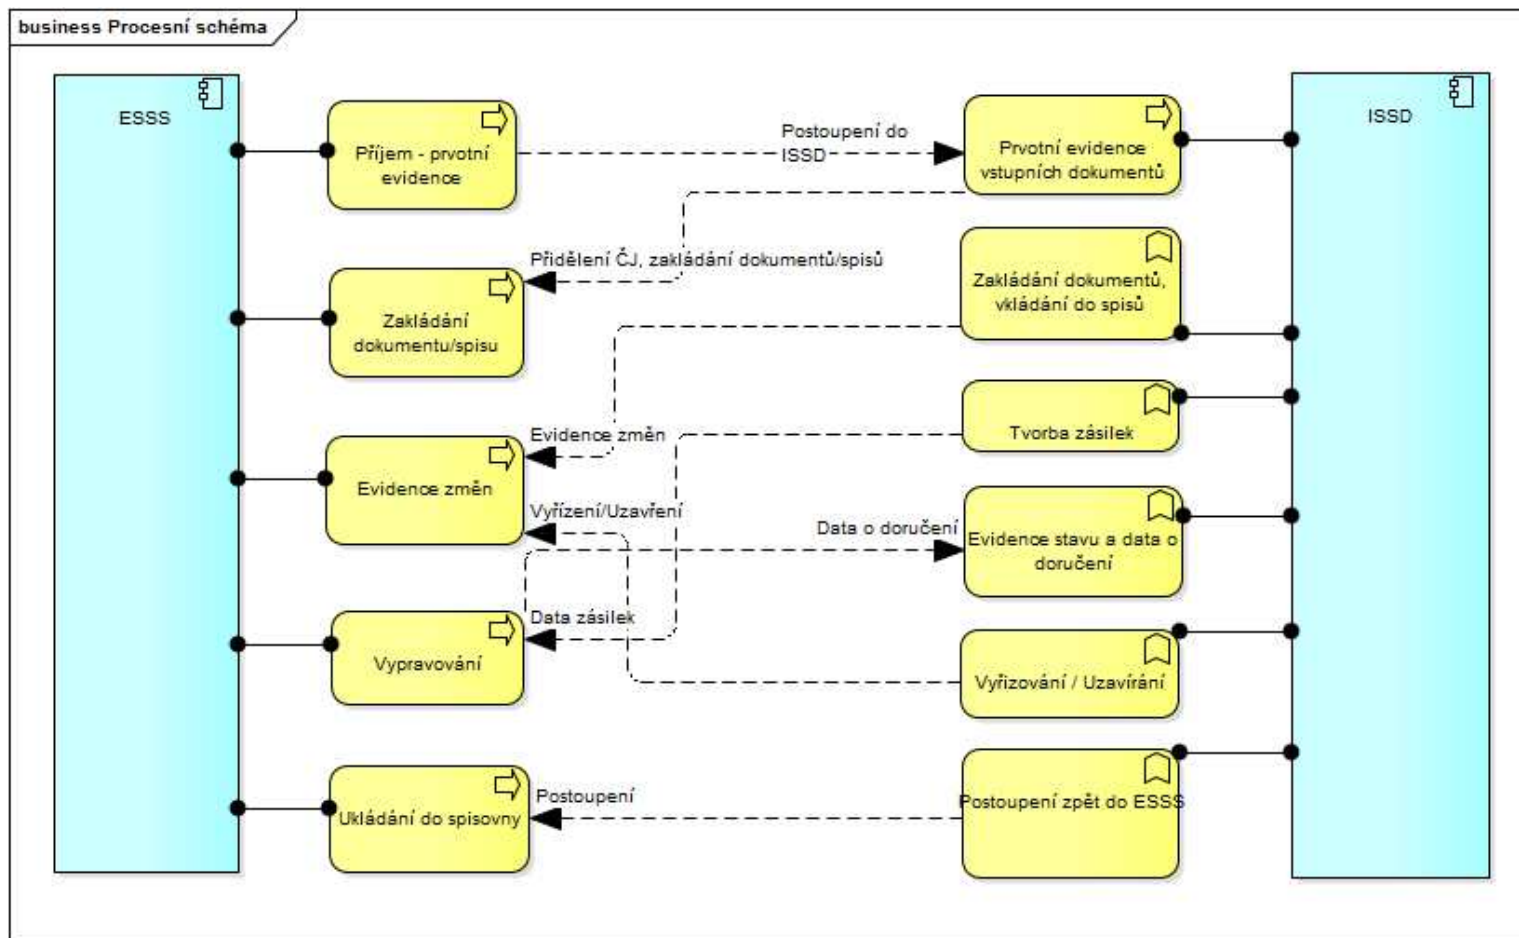 business Procesní schéma
ESSS
ISSD
Příjem - prvotní
evidence
Postoupení do
ISSD
Prvotní evidence
vstupních dokumentů
Přidělení ČJ, zakládání dokumentů/spisů
Zakládání dokumentů,
vkládání do spisů
Zakládání
dokumentu/spisu
Evidence změn
Tvorba zásilek
Evidence změn
Vyřízení/Uzavření
Data o doručení
Evidence stavu a data o
doručení
Data zásilek
Vypravování
Vyřizování / Uzavírání
Postoupení
Postoupení zpět do ESSS
Ukládání do spisovny